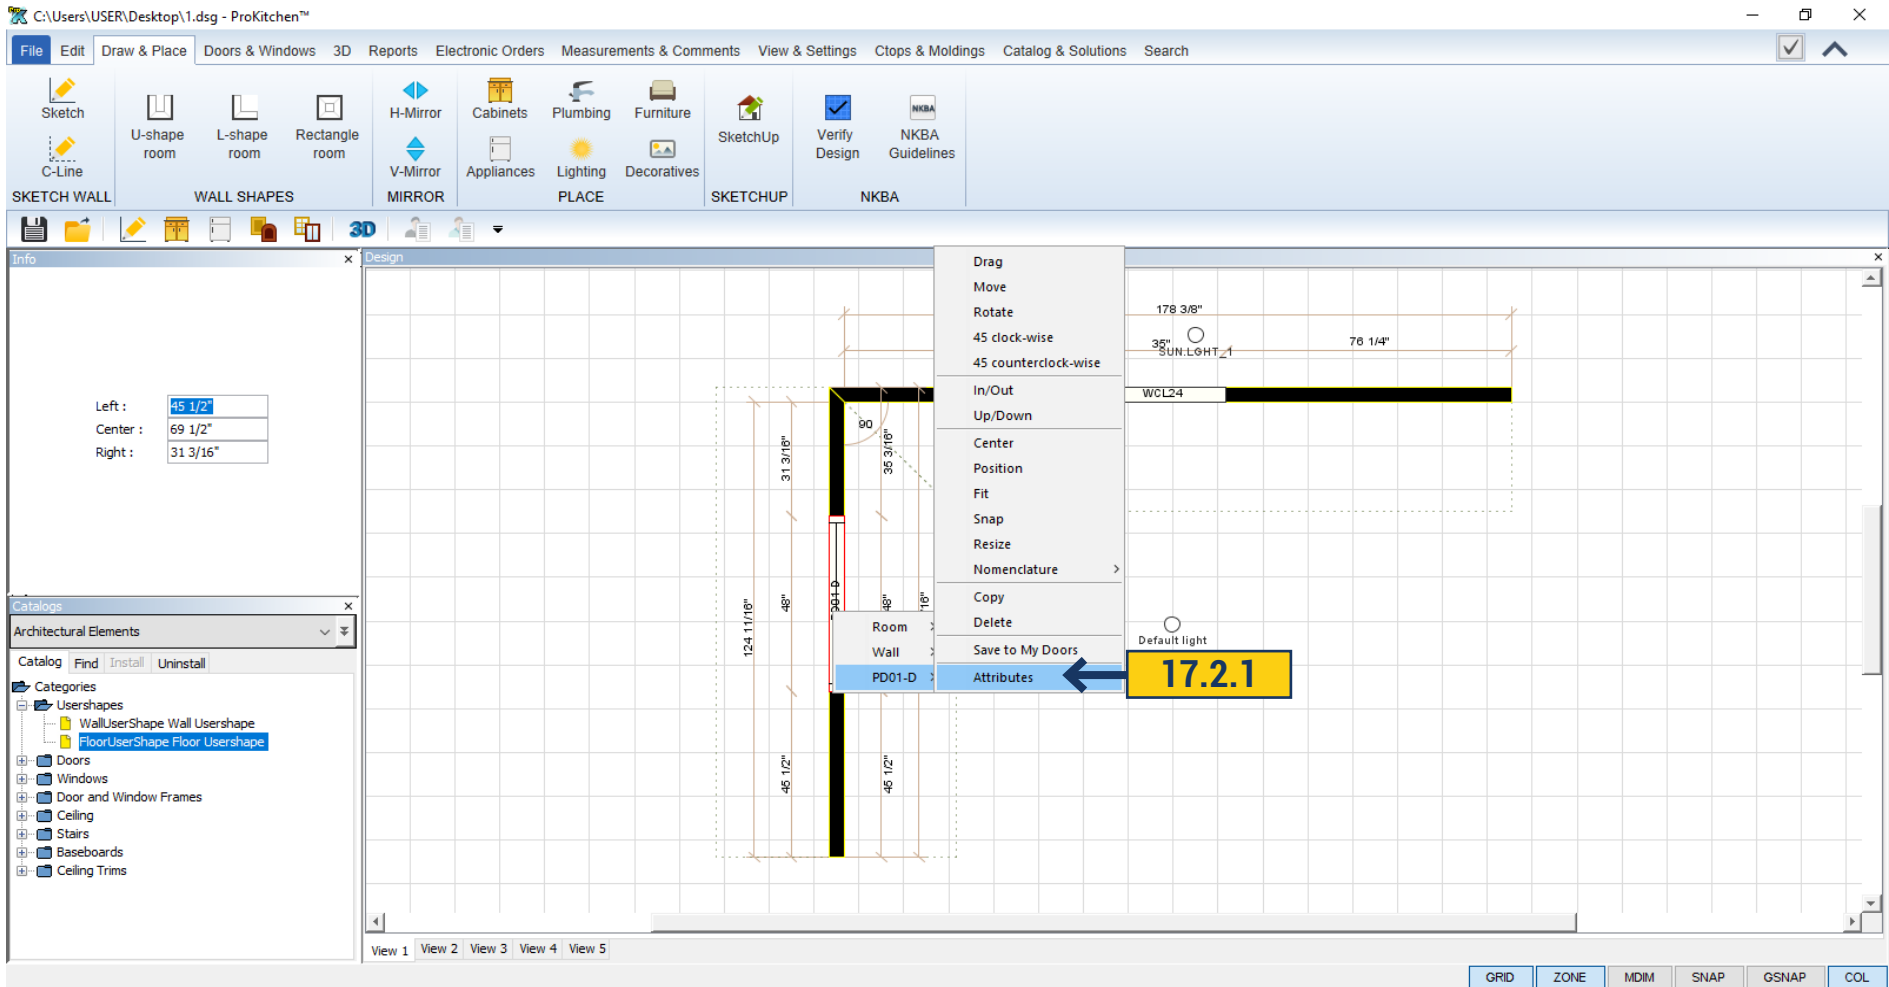 C:\Users\USER\Desktop\1.dsg - ProKitchen™
File Edit Draw & Place Doors & Windows 3D Reports Electronic Orders Measurements & Comments View & Settings Ctops & Moldings Catalog & Solutions Search
Sketch
C-Line
SKETCH WALL
U-shape
room
L-shape
room
Rectangle
room
WALL SHAPES
H-Mirror
V-Mirror
MIRROR
Cabinets Plumbing Furniture
Appliances Lighting Decoratives
PLACE
SketchUp
SKETCHUP
Verify
Design
NKBA
NKBA
Guidelines
NKBA
3D
Info
Left : 45 1/2"
Center : 69 1/2"
Right : 31 3/16"
Catalogs
Architectural Elements
Catalog Find Install Uninstall
Categories
Usershapes
WallUserShape Wall Usershape
FloorUserShape Floor Usershape
Doors
Windows
Door and Window Frames
Ceiling
Stairs
Baseboards
Ceiling Trims
Design
178 3/8"
35"
SUN.LGHT_1
76 1/4"
WCL24
90
31 3/16"
35 3/16"
124 11/16"
48"
48"
45 1/2"
45 1/2"
Default light
Room
Wall
PD01-D
Drag
Move
Rotate
45 clock-wise
45 counterclock-wise
In/Out
Up/Down
Center
Position
Fit
Snap
Resize
Nomenclature
Copy
Delete
Save to My Doors
Attributes
17.2.1
View 1 View 2 View 3 View 4 View 5
GRID ZONE MDIM SNAP GSNAP COL